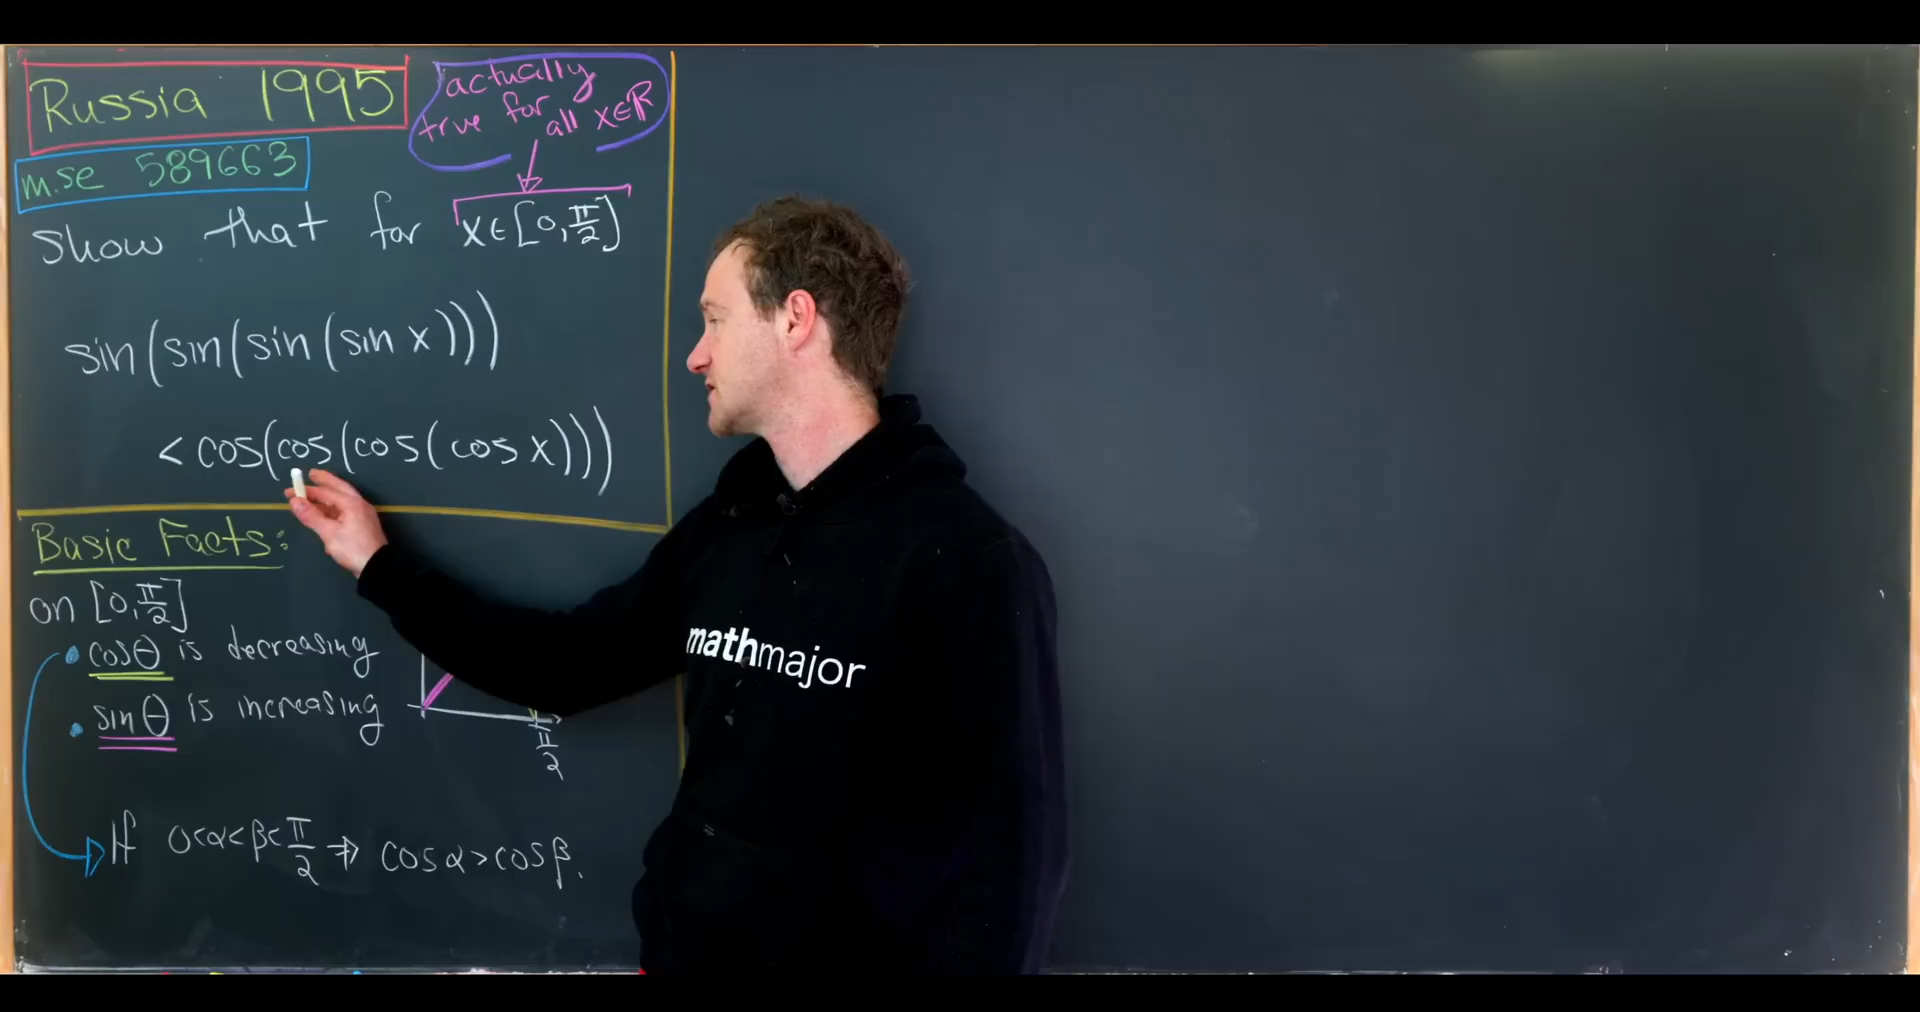 Russia 1995
actually
true for
all x∈ℝ
m.se 589663
Show that for x∈[0,π/2]
sin(sin(sin(sin x)))
<cos(cos(cos(cos x)))
Basic Facts:
on [0,π/2]
• cosθ is decreasing
• sinθ is increasing
π/2
If 0<α<β<π/2 ⇒ cosα>cosβ.
mathmajor